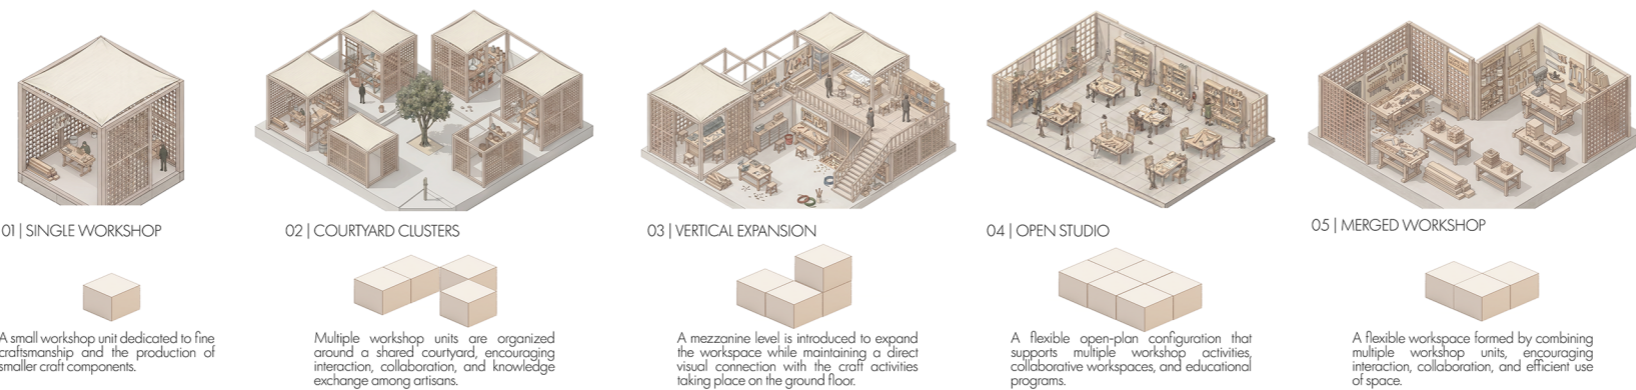 01 | SINGLE WORKSHOP
A small workshop unit dedicated to fine
craftsmanship and the production of
smaller craft components.
02 | COURTYARD CLUSTERS
Multiple workshop units are organized
around a shared courtyard, encouraging
interaction, collaboration, and knowledge
exchange among artisans.
03 | VERTICAL EXPANSION
A mezzanine level is introduced to expand
the workspace while maintaining a direct
visual connection with the craft activities
taking place on the ground floor.
04 | OPEN STUDIO
A flexible open-plan configuration that
supports multiple workshop activities,
collaborative workspaces, and educational
programs.
05 | MERGED WORKSHOP
A flexible workspace formed by combining
multiple workshop units, encouraging
interaction, collaboration, and efficient use
of space.